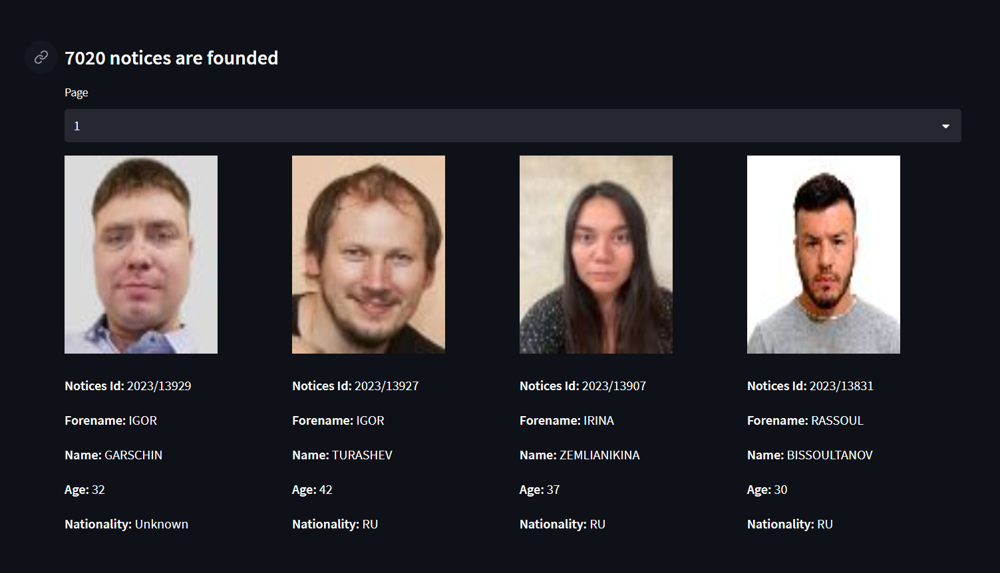 7020 notices are founded
Page
1
Notices Id: 2023/13929
Forename: IGOR
Name: GARSCHIN
Age: 32
Nationality: Unknown
Notices Id: 2023/13927
Forename: IGOR
Name: TURASHEV
Age: 42
Nationality: RU
Notices Id: 2023/13907
Forename: IRINA
Name: ZEMLIANIKINA
Age: 37
Nationality: RU
Notices Id: 2023/13831
Forename: RASSOUL
Name: BISSOULTANOV
Age: 30
Nationality: RU